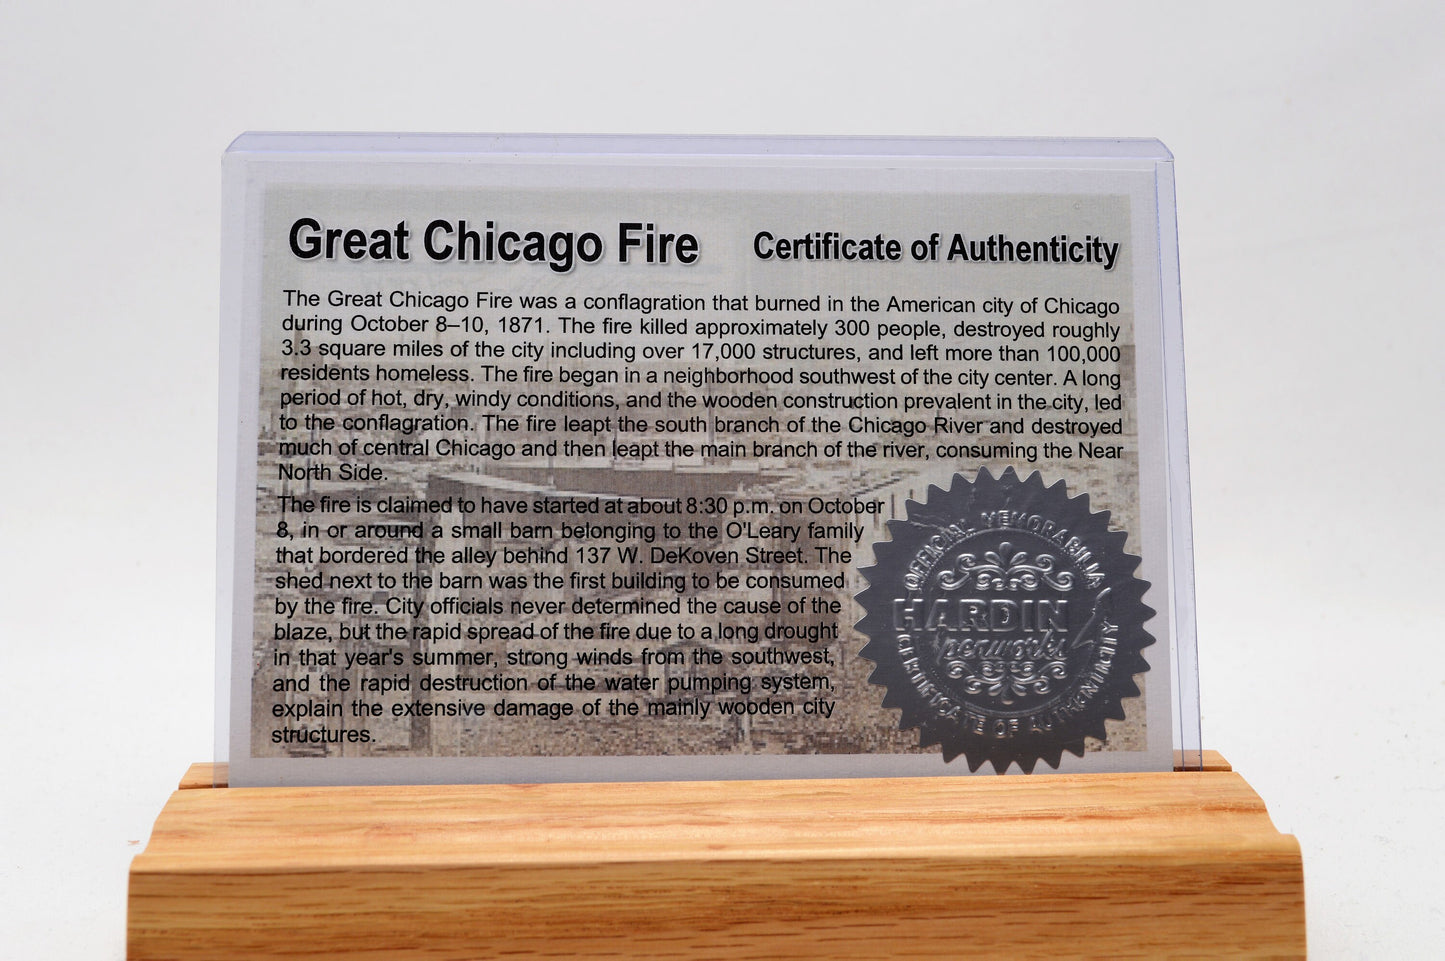 Great Chicago Fire Certificate of Authenticity
The Great Chicago Fire was a conflagration that burned in the American city of Chicago
during October 8–10, 1871. The fire killed approximately 300 people, destroyed roughly
3.3 square miles of the city including over 17,000 structures, and left more than 100,000
residents homeless. The fire began in a neighborhood southwest of the city center. A long
period of hot, dry, windy conditions, and the wooden construction prevalent in the city, led
to the conflagration. The fire leapt the south branch of the Chicago River and destroyed
much of central Chicago and then leapt the main branch of the river, consuming the Near
North Side.
The fire is claimed to have started at about 8:30 p.m. on October
8, in or around a small barn belonging to the O'Leary family
that bordered the alley behind 137 W. DeKoven Street. The
shed next to the barn was the first building to be consumed
by the fire. City officials never determined the cause of the
blaze, but the rapid spread of the fire due to a long drought
in that year's summer, strong winds from the southwest,
and the rapid destruction of the water pumping system,
explain the extensive damage of the mainly wooden city
structures.
OFFICIAL MEMORABILIA
HARDIN
Penworks
CERTIFICATE OF AUTHENTICITY